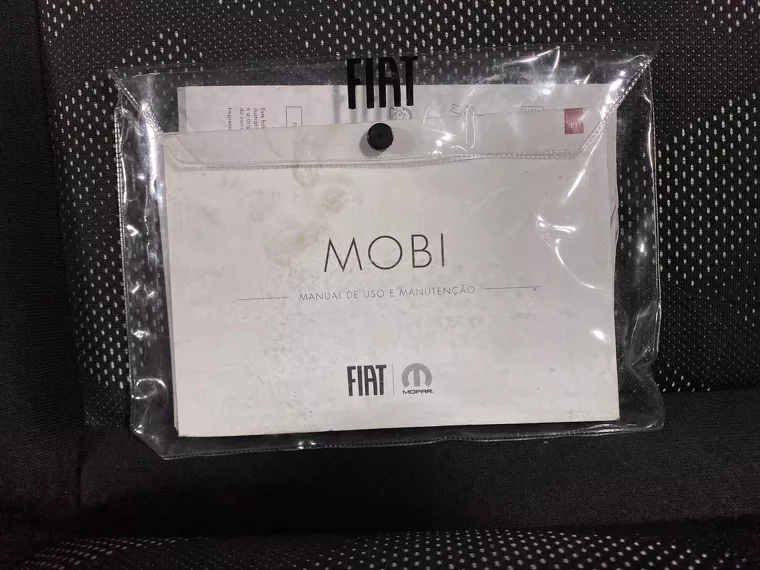 FIAT
MOBI
MANUAL DE USO E MANUTENÇÃO
FIAT
MOPAR